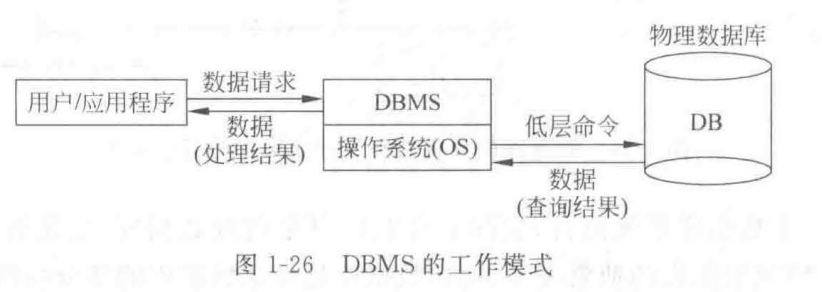 物理数据库
用户/应用程序
数据请求
数据
(处理结果)
DBMS
操作系统(OS)
低层命令
数据
(查询结果)
DB
图 1-26 DBMS 的工作模式